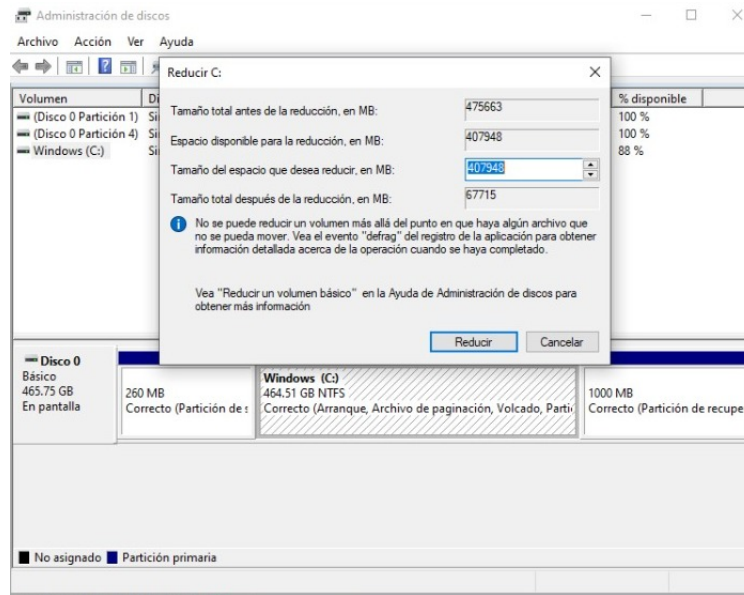 Administración de discos
Archivo Acción Ver Ayuda
Reducir C:
Volumen Di % disponible
(Disco 0 Partición 1) Si 100 %
(Disco 0 Partición 4) Si 100 %
Windows (C:) Si 88 %
Tamaño total antes de la reducción, en MB: 475663
Espacio disponible para la reducción, en MB: 407948
Tamaño del espacio que desea reducir, en MB: 407948
Tamaño total después de la reducción, en MB: 67715
No se puede reducir un volumen más allá del punto en que haya algún archivo que
no se pueda mover. Vea el evento "defrag" del registro de la aplicación para obtener
información detallada acerca de la operación cuando se haya completado.
Vea "Reducir un volumen básico" en la Ayuda de Administración de discos para
obtener más información
Reducir Cancelar
Disco 0
Básico
465.75 GB
En pantalla
260 MB
Correcto (Partición de s
Windows (C:)
464.51 GB NTFS
Correcto (Arranque, Archivo de paginación, Volcado, Partic
1000 MB
Correcto (Partición de recupe
No asignado Partición primaria